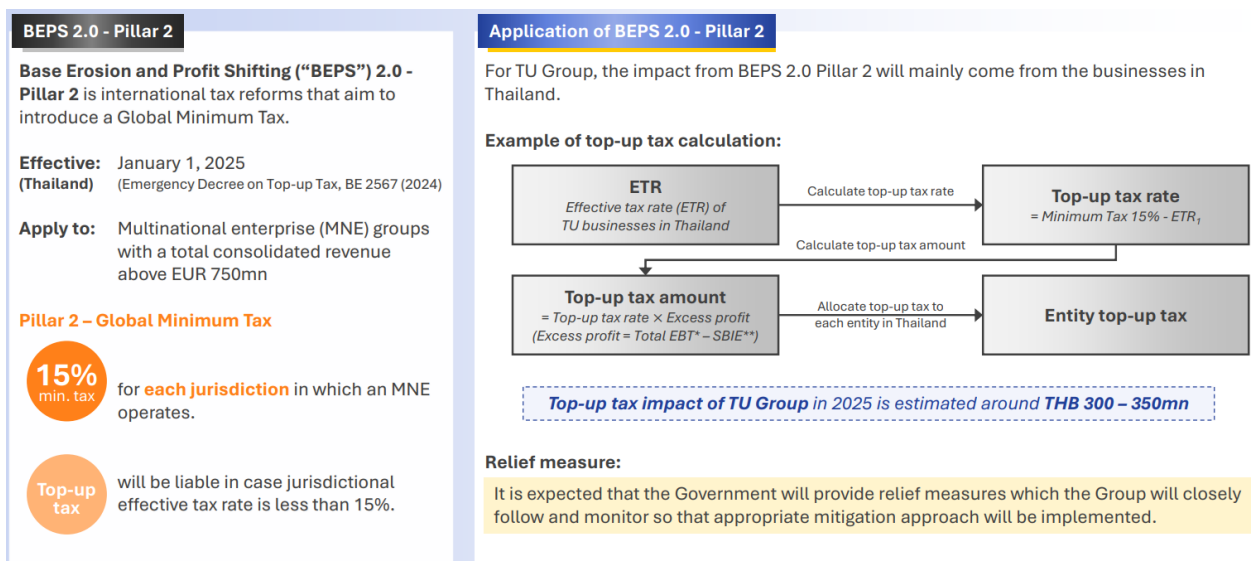 BEPS 2.0 - Pillar 2
Base Erosion and Profit Shifting (“BEPS”) 2.0 -
Pillar 2 is international tax reforms that aim to
introduce a Global Minimum Tax.
Effective: January 1, 2025
(Thailand) (Emergency Decree on Top-up Tax, BE 2567 (2024)
Apply to: Multinational enterprise (MNE) groups
with a total consolidated revenue
above EUR 750mn
Pillar 2 – Global Minimum Tax
15%
min. tax
for each jurisdiction in which an MNE
operates.
Top-up
tax
will be liable in case jurisdictional
effective tax rate is less than 15%.
Application of BEPS 2.0 - Pillar 2
For TU Group, the impact from BEPS 2.0 Pillar 2 will mainly come from the businesses in
Thailand.
Example of top-up tax calculation:
ETR
Effective tax rate (ETR) of
TU businesses in Thailand
Calculate top-up tax rate
Top-up tax rate
= Minimum Tax 15% - ETR₁
Calculate top-up tax amount
Top-up tax amount
= Top-up tax rate × Excess profit
(Excess profit = Total EBT* – SBIE**)
Allocate top-up tax to
each entity in Thailand
Entity top-up tax
Top-up tax impact of TU Group in 2025 is estimated around THB 300 – 350mn
Relief measure:
It is expected that the Government will provide relief measures which the Group will closely
follow and monitor so that appropriate mitigation approach will be implemented.